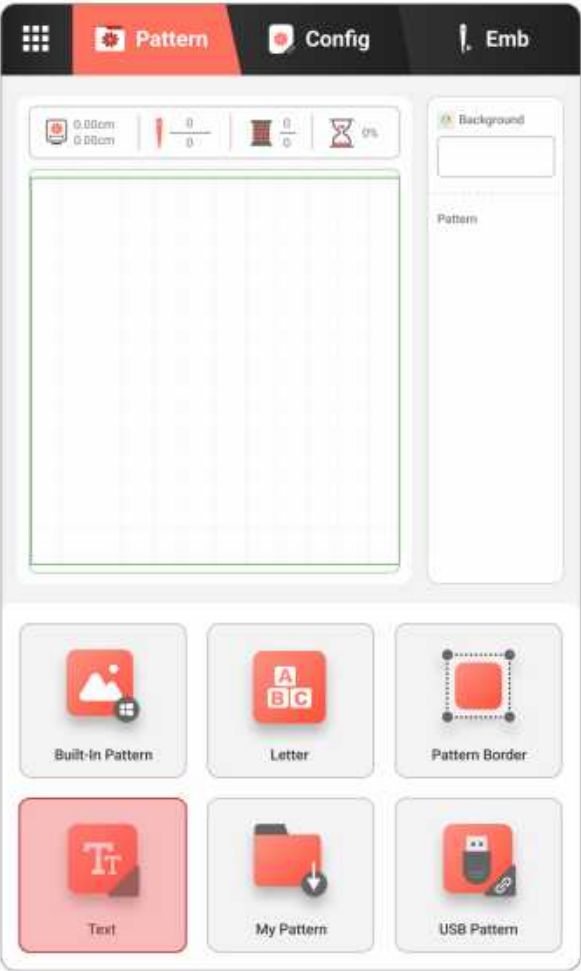 Pattern
Config
Emb
0.00cm
0.00cm
0
0
0
0
0%
Background
Pattern
A
B C
Built-In Pattern
Letter
Pattern Border
TT
Text
My Pattern
USB Pattern